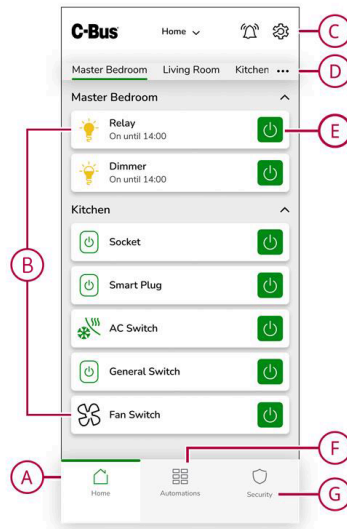 C-Bus Home
Master Bedroom Living Room Kitchen •••
Master Bedroom
Relay
On until 14:00
Dimmer
On until 14:00
Kitchen
Socket
Smart Plug
AC Switch
General Switch
Fan Switch
Home Automations Security
A
B
C
D
E
F
G